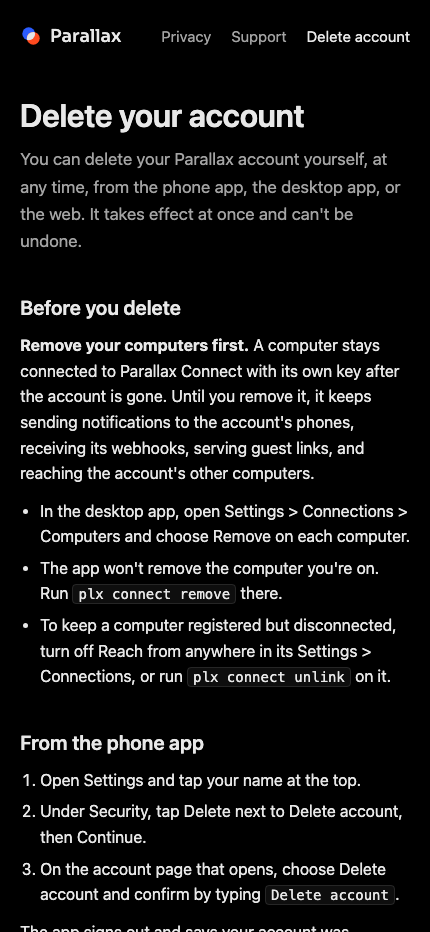 Parallax Privacy Support Delete account
Delete your account
You can delete your Parallax account yourself, at
any time, from the phone app, the desktop app, or
the web. It takes effect at once and can't be
undone.
Before you delete
Remove your computers first. A computer stays
connected to Parallax Connect with its own key after
the account is gone. Until you remove it, it keeps
sending notifications to the account's phones,
receiving its webhooks, serving guest links, and
reaching the account's other computers.
• In the desktop app, open Settings > Connections >
Computers and choose Remove on each computer.
• The app won't remove the computer you're on.
Run plx connect remove there.
• To keep a computer registered but disconnected,
turn off Reach from anywhere in its Settings >
Connections, or run plx connect unlink on it.
From the phone app
1. Open Settings and tap your name at the top.
2. Under Security, tap Delete next to Delete account,
then Continue.
3. On the account page that opens, choose Delete
account and confirm by typing Delete account.
The app signs out and says your account was